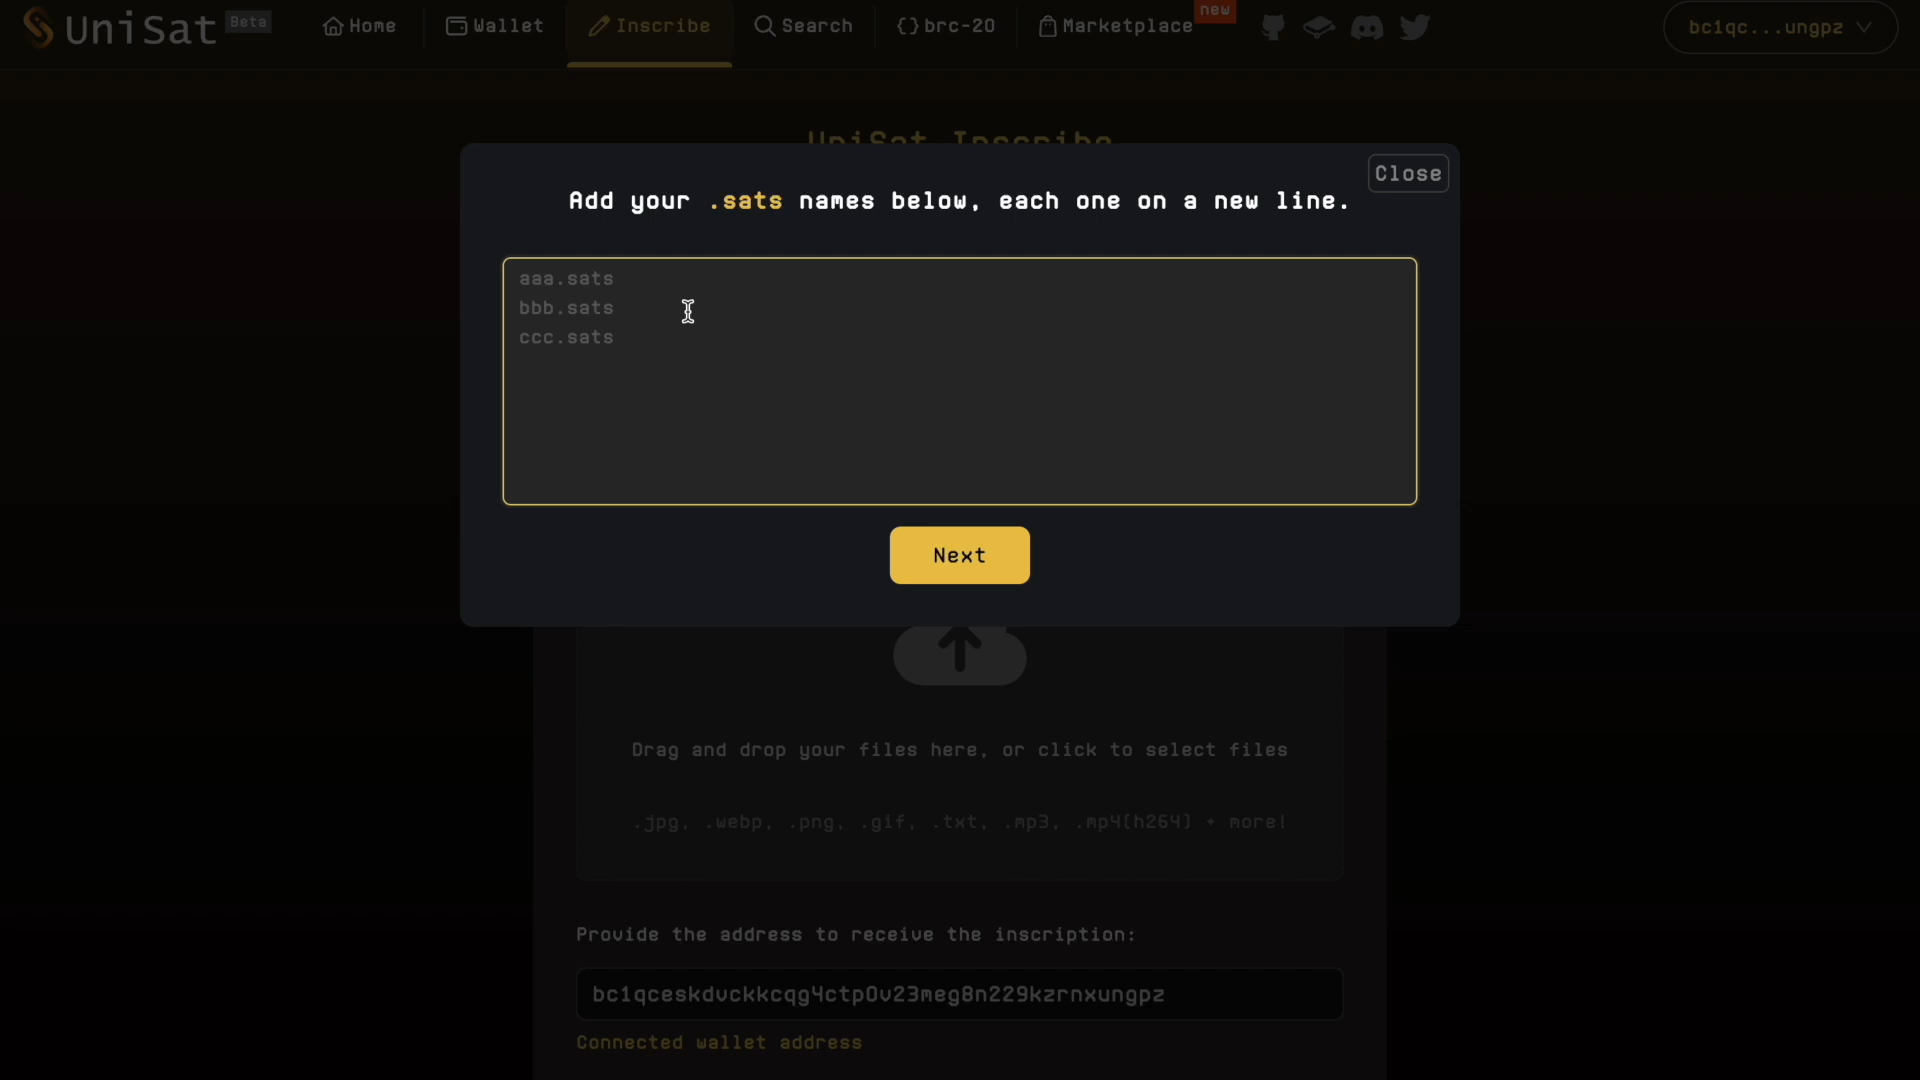 UniSat Beta Home Wallet Inscribe Search {} brc-20 Marketplace new bc1qc...ungpz
UniSat Inscribe
Close
Add your .sats names below, each one on a new line.
aaa.sats
bbb.sats
ccc.sats
Next
Drag and drop your files here, or click to select files
.jpg, .webp, .png, .gif, .txt, .mp3, .mp4(h264) + more!
Provide the address to receive the inscription:
bc1qceskdvckkcqg4ctp0v23meg8n229kzrnxungpz
Connected wallet address